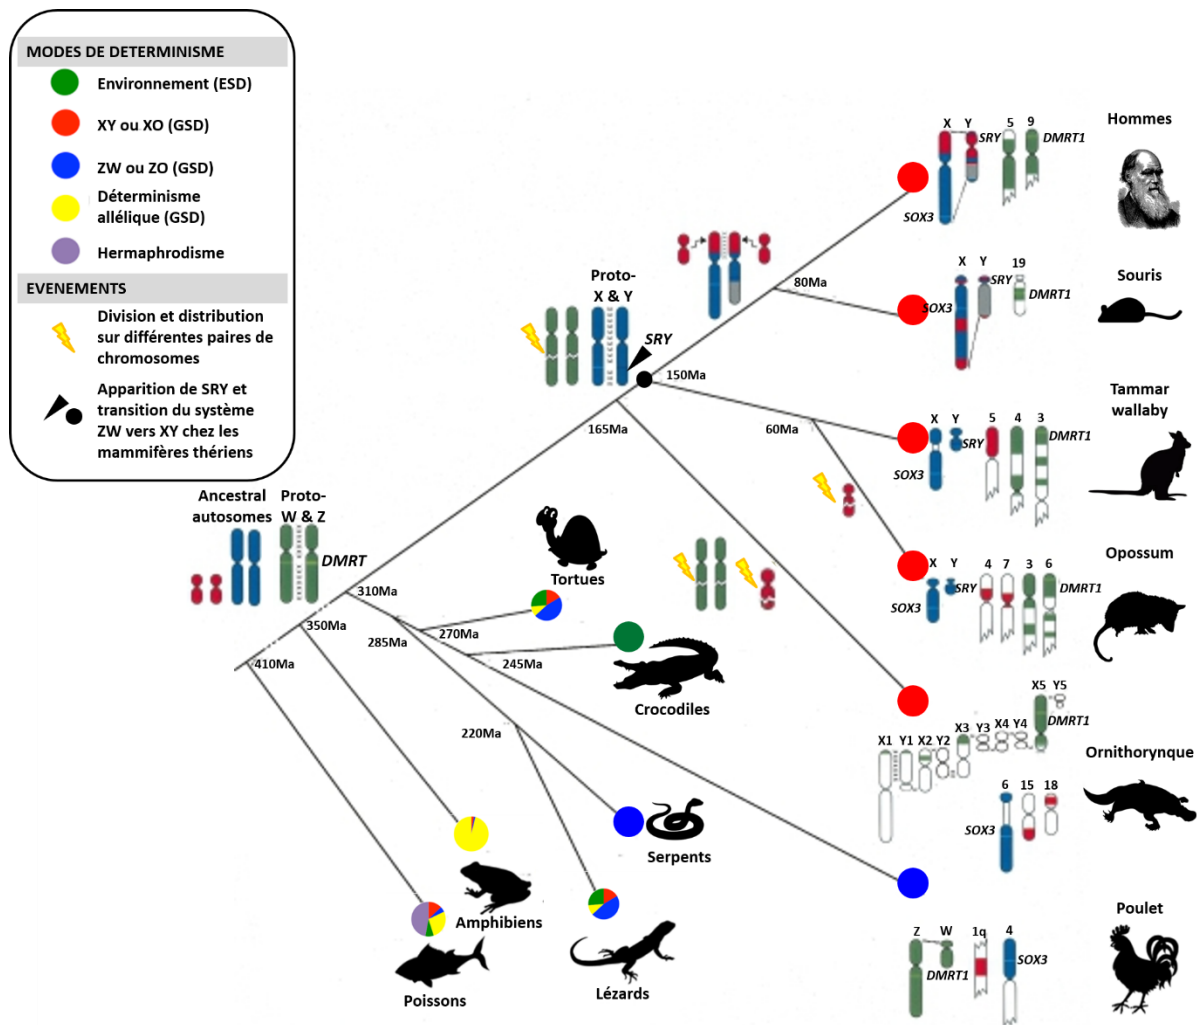 MODES DE DETERMINISME
Environnement (ESD)
XY ou XO (GSD)
ZW ou ZO (GSD)
Déterminisme
allélique (GSD)
Hermaphrodisme
EVENEMENTS
Division et distribution
sur différentes paires de
chromosomes
Apparition de SRY et
transition du système
ZW vers XY chez les
mammifères thériens
Hommes
X Y 5 9
SRY
DMRT1
SOX3
80Ma
Souris
X Y 19
SRY
DMRT1
SOX3
Proto-
X & Y
SRY
150Ma
165Ma
60Ma
Tammar
wallaby
X Y 5 4 3
SRY
DMRT1
SOX3
Opossum
X Y 4 7 3 6
SRY
DMRT1
SOX3
Ancestral
autosomes
Proto-
W & Z
DMRT
310Ma
350Ma
410Ma
285Ma
270Ma
245Ma
220Ma
Tortues
Crocodiles
Serpents
Lézards
Amphibiens
Poissons
Ornithorynque
X1 Y1 X2 Y2 X3 Y3 X4 Y4 X5 Y5
DMRT1
6 15 18
SOX3
Poulet
Z W 1q 4
DMRT1
SOX3